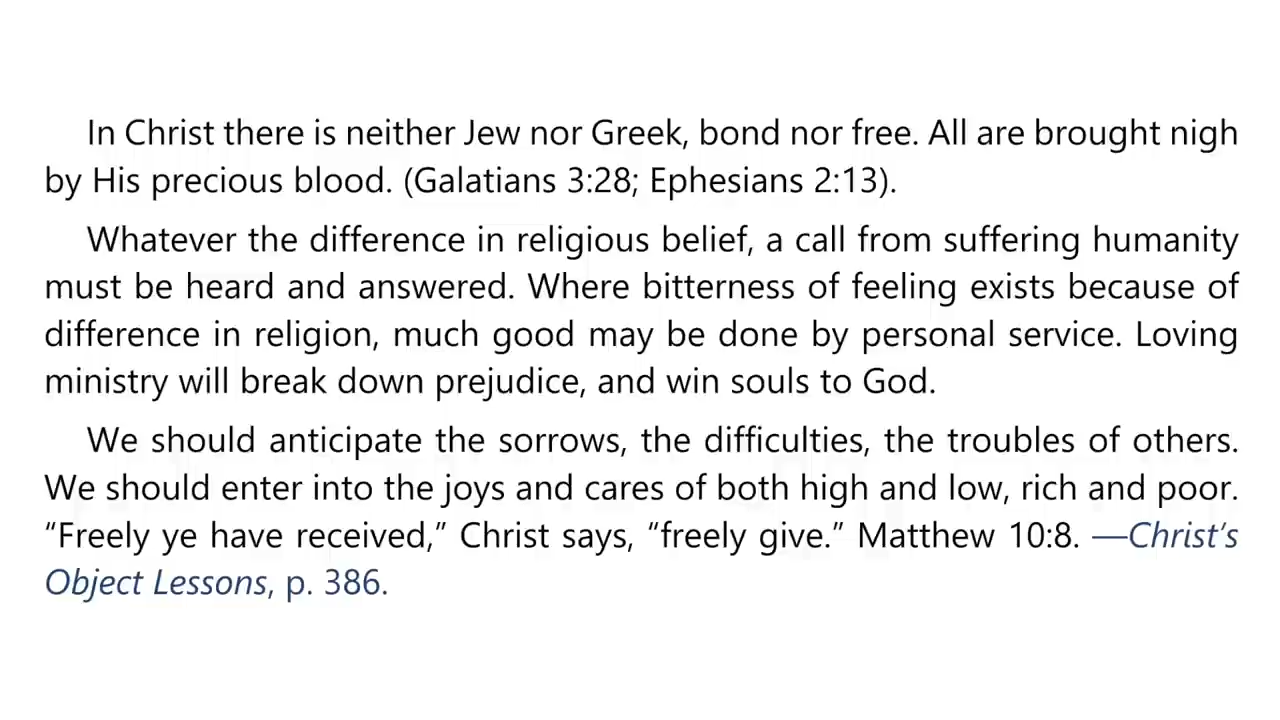 In Christ there is neither Jew nor Greek, bond nor free. All are brought nigh
by His precious blood. (Galatians 3:28; Ephesians 2:13).
Whatever the difference in religious belief, a call from suffering humanity
must be heard and answered. Where bitterness of feeling exists because of
difference in religion, much good may be done by personal service. Loving
ministry will break down prejudice, and win souls to God.
We should anticipate the sorrows, the difficulties, the troubles of others.
We should enter into the joys and cares of both high and low, rich and poor.
“Freely ye have received,” Christ says, “freely give.” Matthew 10:8. —Christ’s
Object Lessons, p. 386.